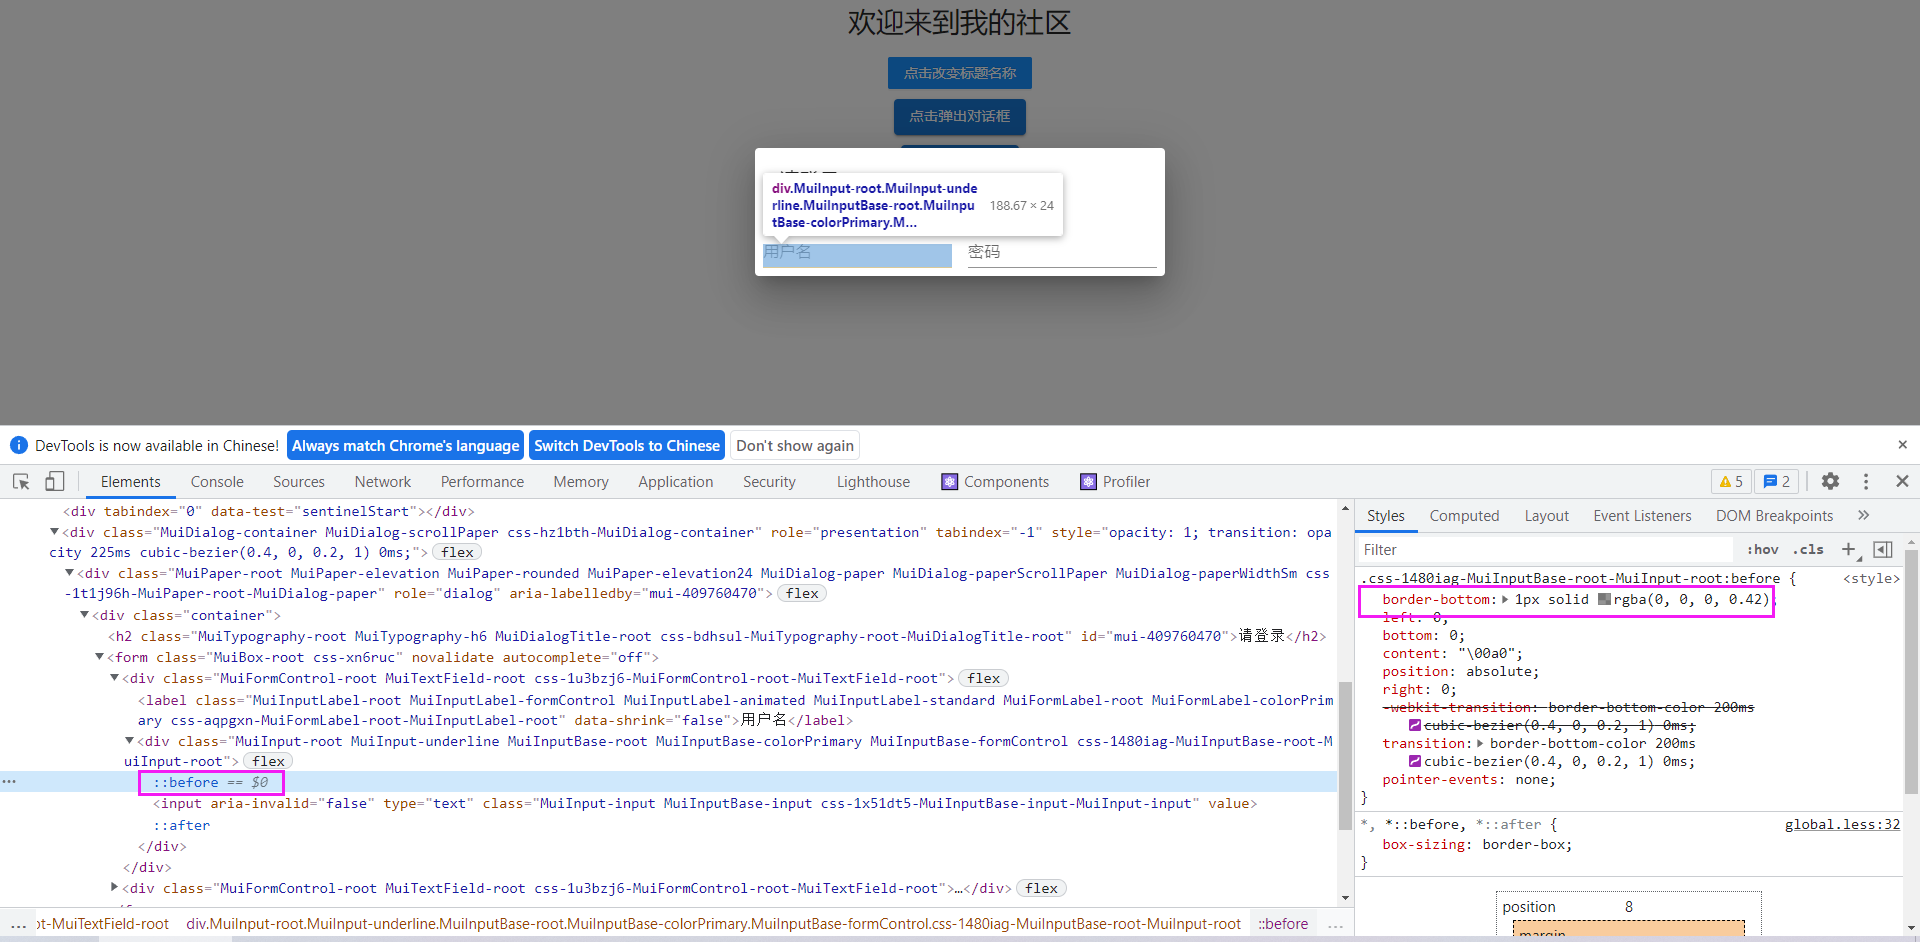 欢迎来到我的社区
点击改变标题名称
点击弹出对话框
div.MuiInput-root.MuiInput-unde
rline.MuiInputBase-root.MuiInpu
tBase-colorPrimary.M...
188.67 × 24
用户名
密码
DevTools is now available in Chinese!
Always match Chrome's language
Switch DevTools to Chinese
Don't show again
Elements
Console
Sources
Network
Performance
Memory
Application
Security
Lighthouse
Components
Profiler
5
2
<div tabindex="0" data-test="sentinelStart"></div>
<div class="MuiDialog-container MuiDialog-scrollPaper css-hz1bth-MuiDialog-container" role="presentation" tabindex="-1" style="opacity: 1; transition: opa
city 225ms cubic-bezier(0.4, 0, 0.2, 1) 0ms;"> flex
<div class="MuiPaper-root MuiPaper-elevation MuiPaper-rounded MuiPaper-elevation24 MuiDialog-paper MuiDialog-paperScrollPaper MuiDialog-paperWidthSm css
-1t1j96h-MuiPaper-root-MuiDialog-paper" role="dialog" aria-labelledby="mui-409760470"> flex
<div class="container">
<h2 class="MuiTypography-root MuiTypography-h6 MuiDialogTitle-root css-bdhsul-MuiTypography-root-MuiDialogTitle-root" id="mui-409760470">请登录</h2>
<form class="MuiBox-root css-xn6ruc" novalidate autocomplete="off">
<div class="MuiFormControl-root MuiTextField-root css-1u3bzj6-MuiFormControl-root-MuiTextField-root"> flex
<label class="MuiInputLabel-root MuiInputLabel-formControl MuiInputLabel-animated MuiInputLabel-standard MuiFormLabel-root MuiFormLabel-colorPrim
ary css-aqpgxn-MuiFormLabel-root-MuiInputLabel-root" data-shrink="false">用户名</label>
<div class="MuiInput-root MuiInput-underline MuiInputBase-root MuiInputBase-colorPrimary MuiInputBase-formControl css-1480iag-MuiInputBase-root-M
uiInput-root"> flex
... ::before == $0
<input aria-invalid="false" type="text" class="MuiInput-input MuiInputBase-input css-1x51dt5-MuiInputBase-input-MuiInput-input" value>
::after
</div>
</div>
<div class="MuiFormControl-root MuiTextField-root css-1u3bzj6-MuiFormControl-root-MuiTextField-root">…</div> flex
... ot-MuiTextField-root div.MuiInput-root.MuiInput-underline.MuiInputBase-root.MuiInputBase-colorPrimary.MuiInputBase-formControl.css-1480iag-MuiInputBase-root-MuiInput-root ::before ...
Styles
Computed
Layout
Event Listeners
DOM Breakpoints
Filter
:hov
.cls
.css-1480iag-MuiInputBase-root-MuiInput-root:before { <style>
border-bottom: 1px solid rgba(0, 0, 0, 0.42)
left: 0;
bottom: 0;
content: "\00a0";
position: absolute;
right: 0;
-webkit-transition: border-bottom-color 200ms
cubic-bezier(0.4, 0, 0.2, 1) 0ms;
transition: border-bottom-color 200ms
cubic-bezier(0.4, 0, 0.2, 1) 0ms;
pointer-events: none;
}
*, *::before, *::after { global.less:32
box-sizing: border-box;
}
position 8
margin